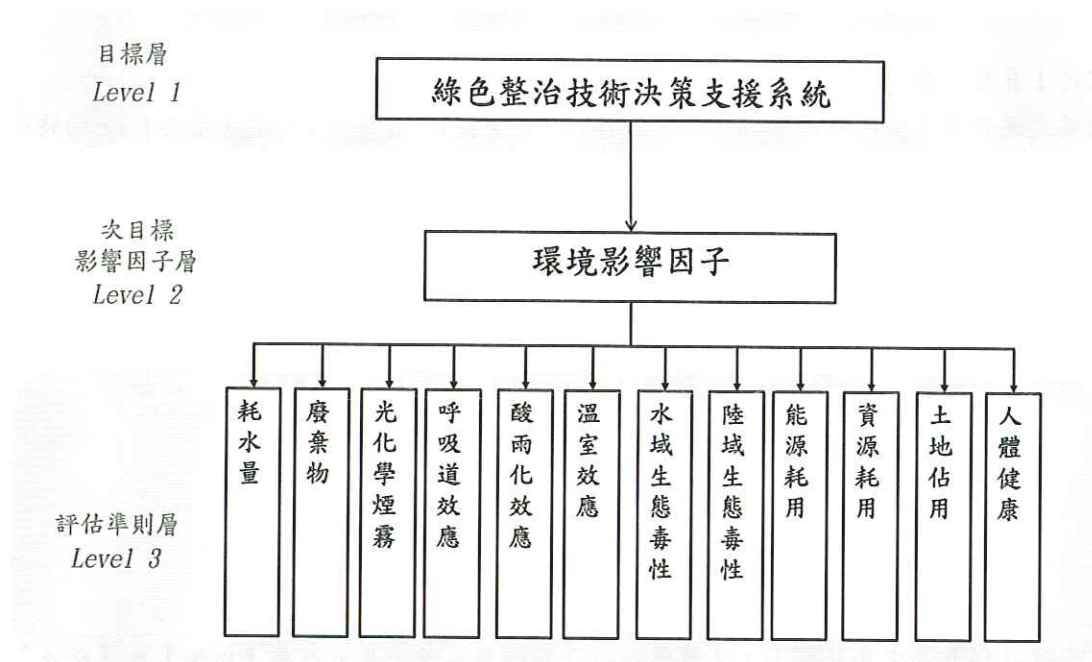 目標層
Level 1
綠色整治技術決策支援系統
次目標
影響因子層
Level 2
環境影響因子
評估準則層
Level 3
耗水量
廢棄物
光化學煙霧
呼吸道效應
酸雨化效應
溫室效應
水域生態毒性
陸域生態毒性
能源耗用
資源耗用
土地佔用
人體健康